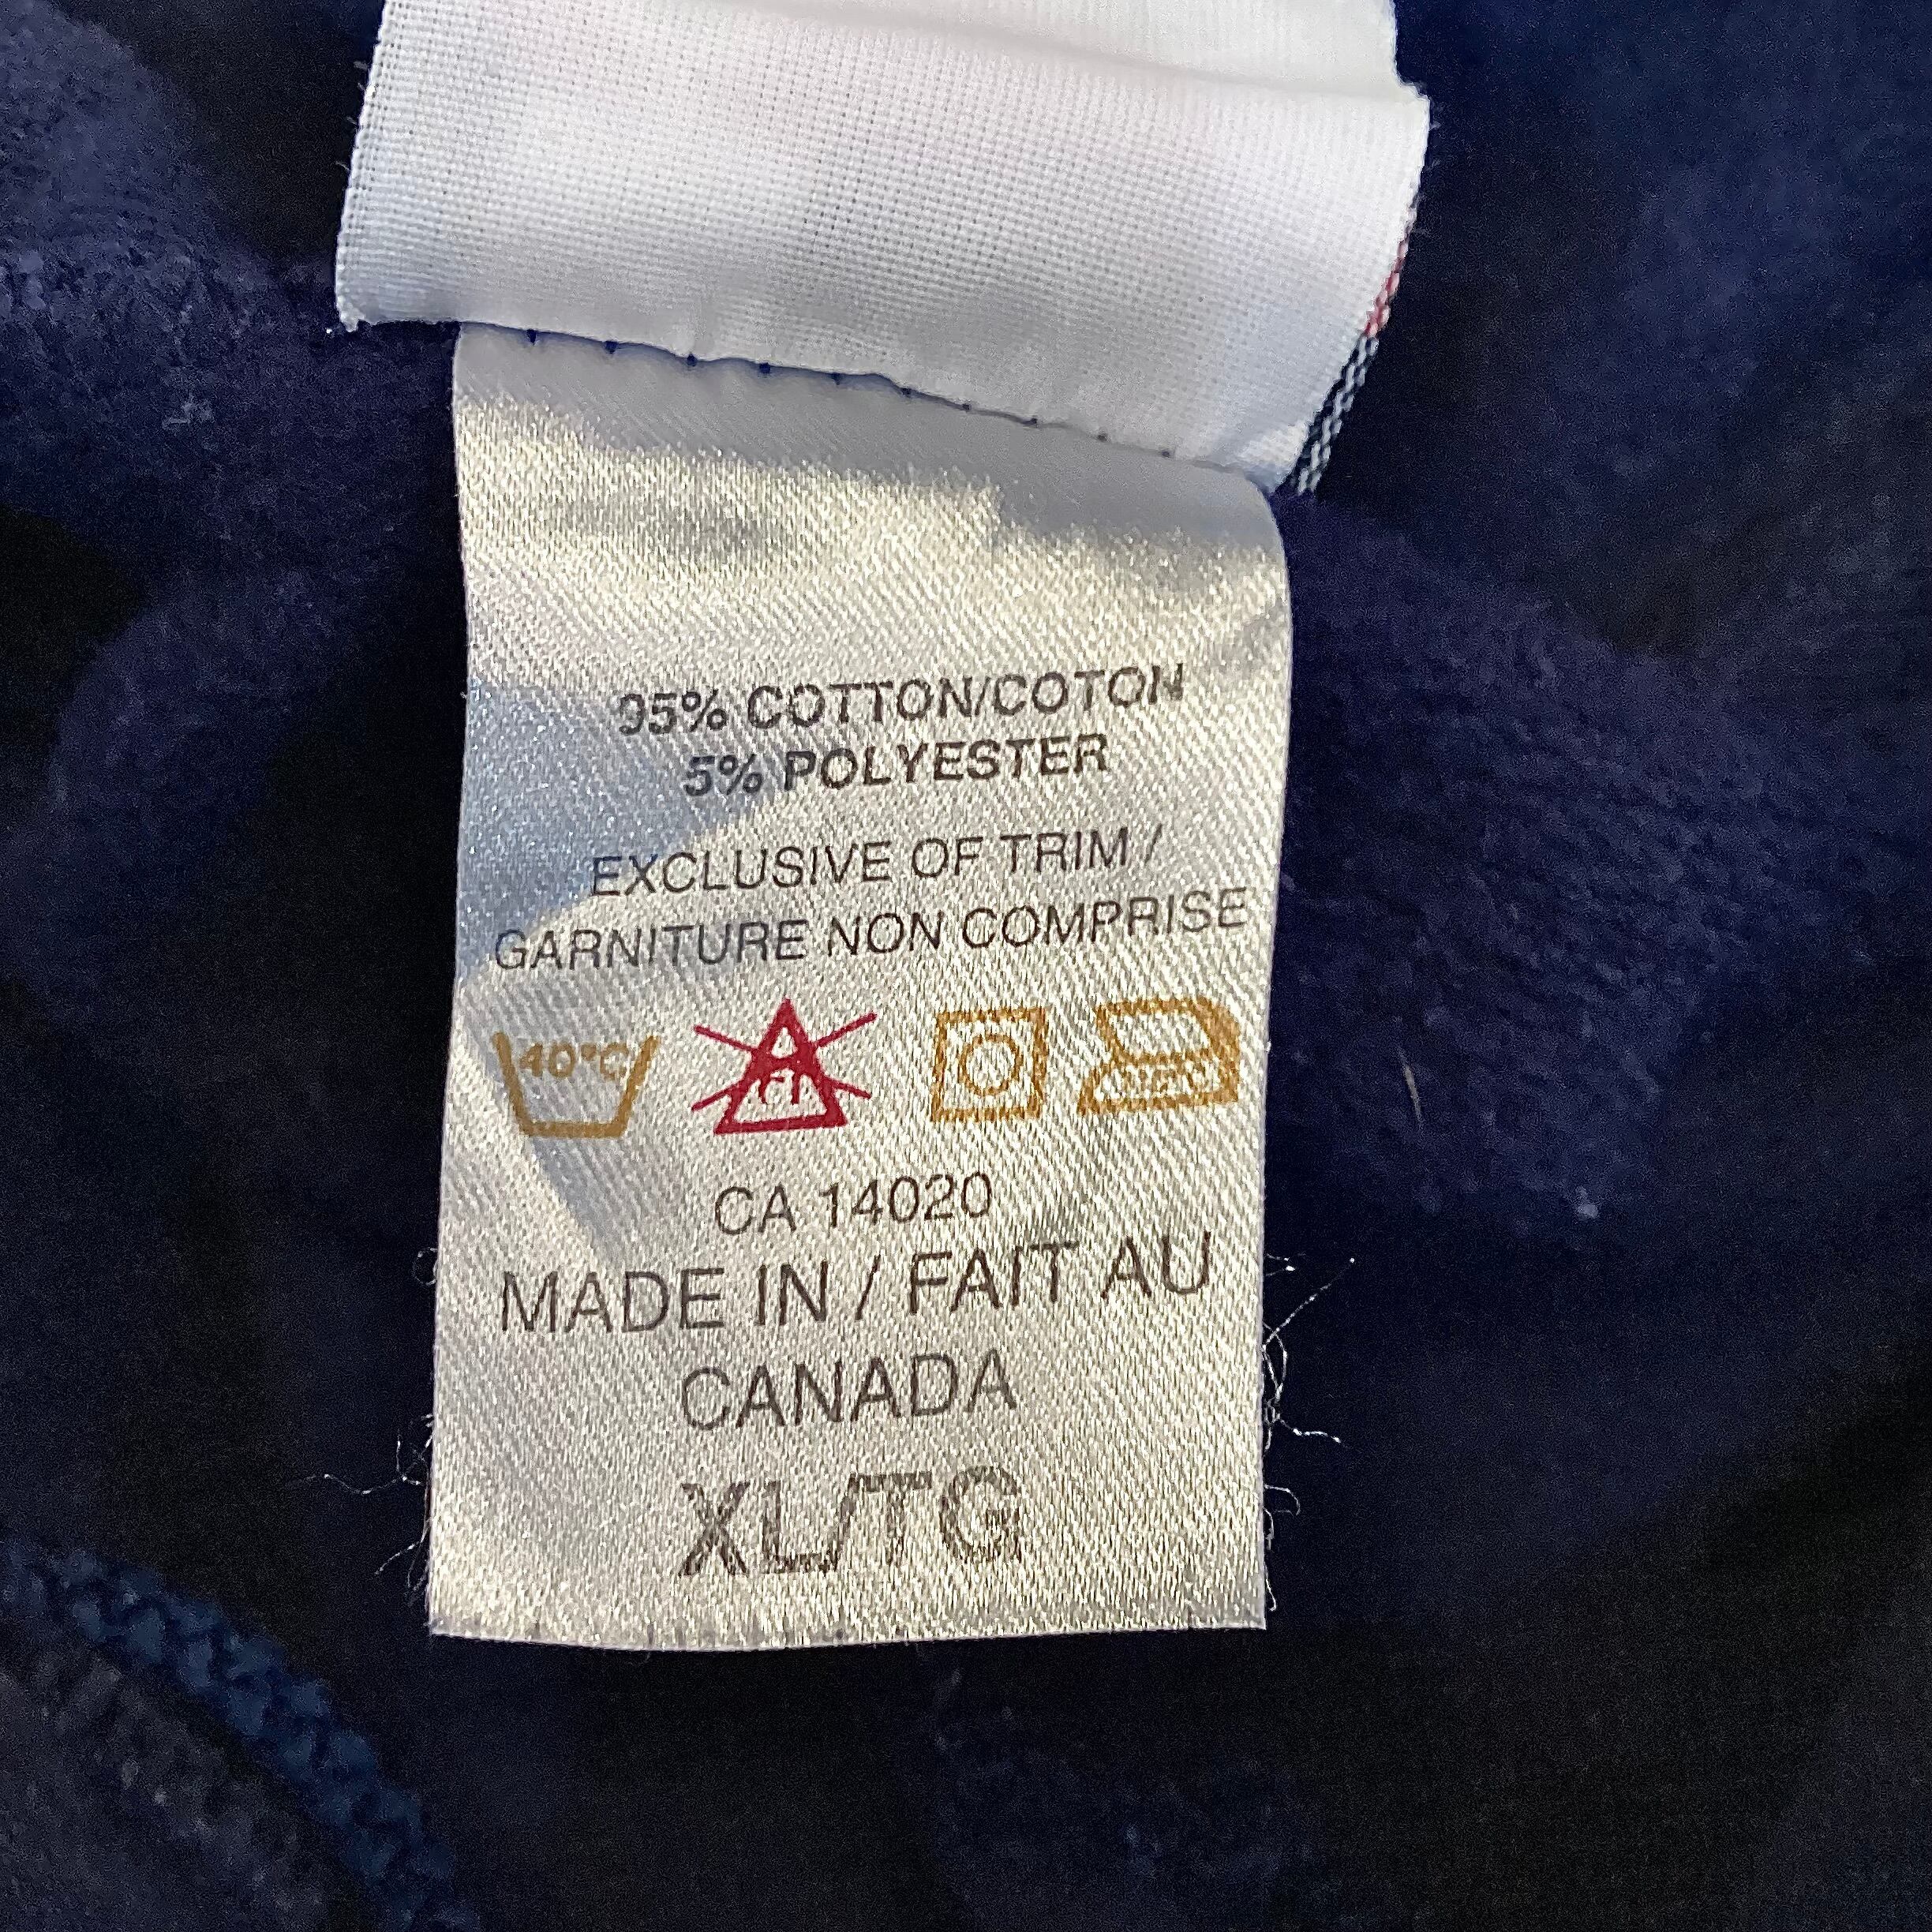 95% COTTON/COTON
5% POLYESTER
EXCLUSIVE OF TRIM /
GARNITURE NON COMPRISE
40°C Cl
CA 14020
MADE IN / FAIT AU
CANADA
XL/TG